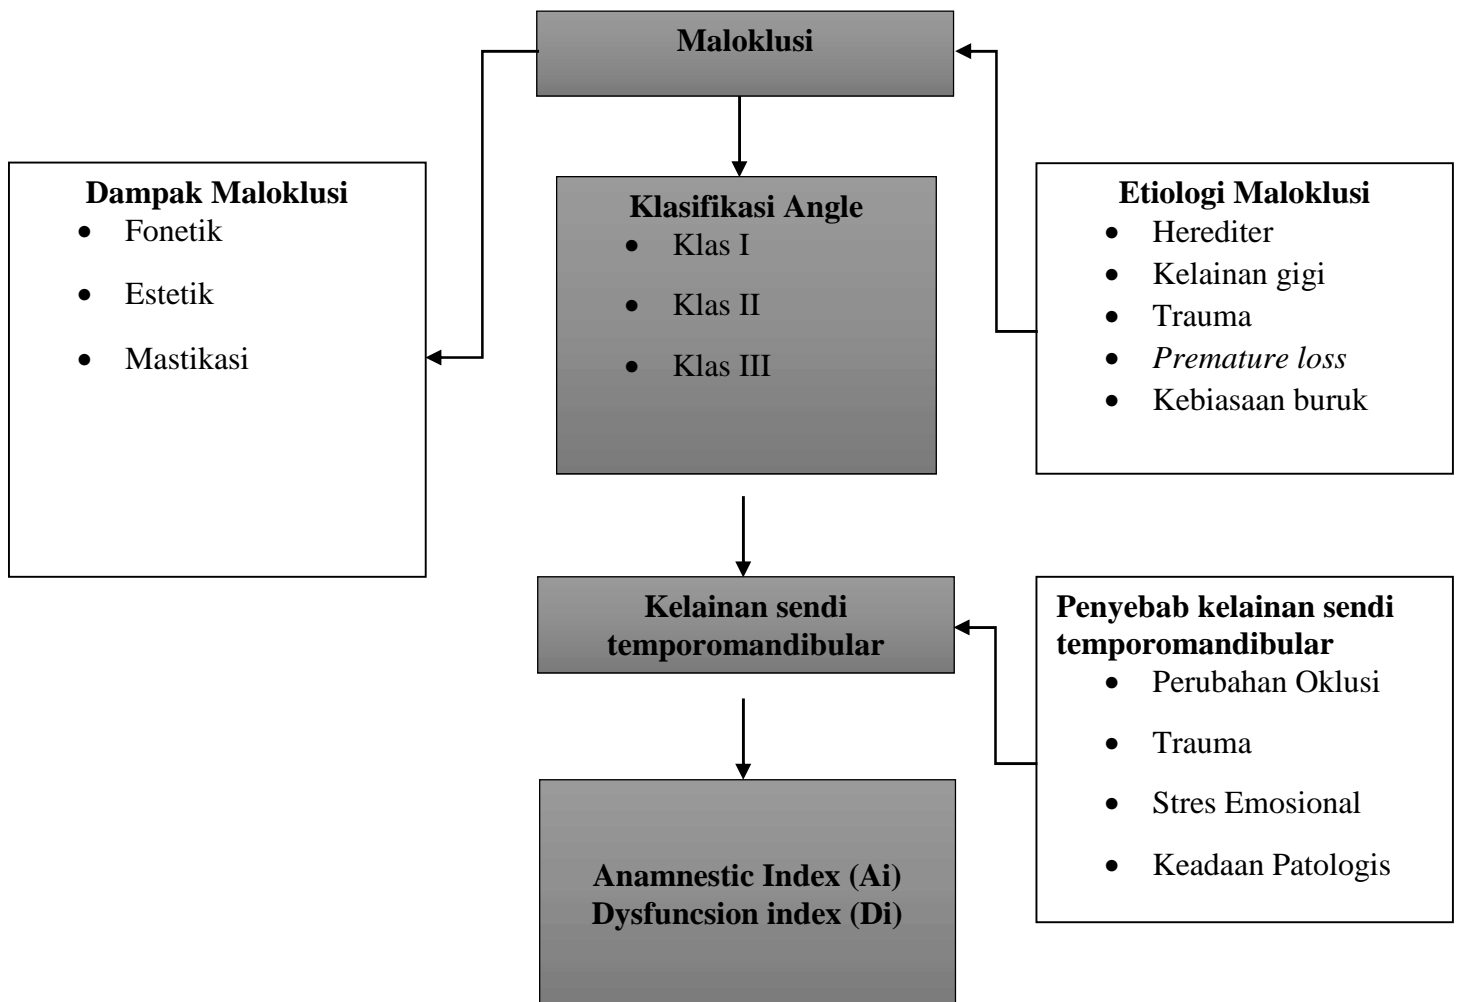 Maloklusi
Dampak Maloklusi
• Fonetik
• Estetik
• Mastikasi
Klasifikasi Angle
• Klas I
• Klas II
• Klas III
Etiologi Maloklusi
• Herediter
• Kelainan gigi
• Trauma
• Premature loss
• Kebiasaan buruk
Kelainan sendi
temporomandibular
Penyebab kelainan sendi
temporomandibular
• Perubahan Oklusi
• Trauma
• Stres Emosional
• Keadaan Patologis
Anamnestic Index (Ai)
Dysfuncsion index (Di)